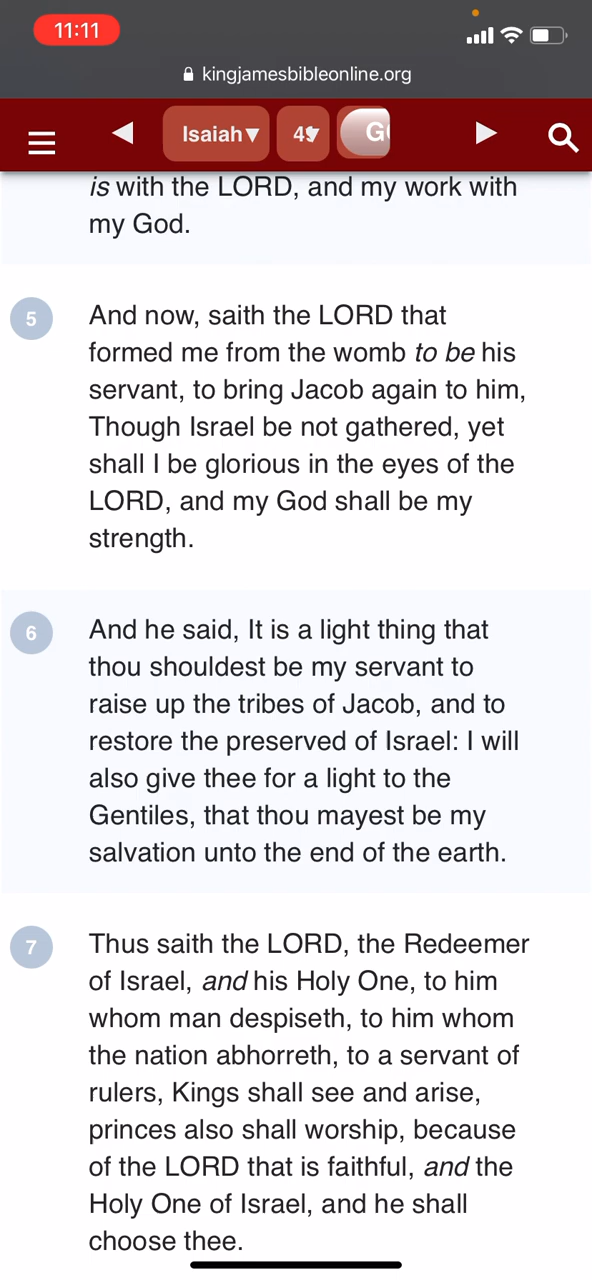 11:11
kingjamesbibleonline.org
Isaiah▼ 49▼ G
is with the LORD, and my work with
my God.
5 And now, saith the LORD that
formed me from the womb to be his
servant, to bring Jacob again to him,
Though Israel be not gathered, yet
shall I be glorious in the eyes of the
LORD, and my God shall be my
strength.
6 And he said, It is a light thing that
thou shouldest be my servant to
raise up the tribes of Jacob, and to
restore the preserved of Israel: I will
also give thee for a light to the
Gentiles, that thou mayest be my
salvation unto the end of the earth.
7 Thus saith the LORD, the Redeemer
of Israel, and his Holy One, to him
whom man despiseth, to him whom
the nation abhorreth, to a servant of
rulers, Kings shall see and arise,
princes also shall worship, because
of the LORD that is faithful, and the
Holy One of Israel, and he shall
choose thee.